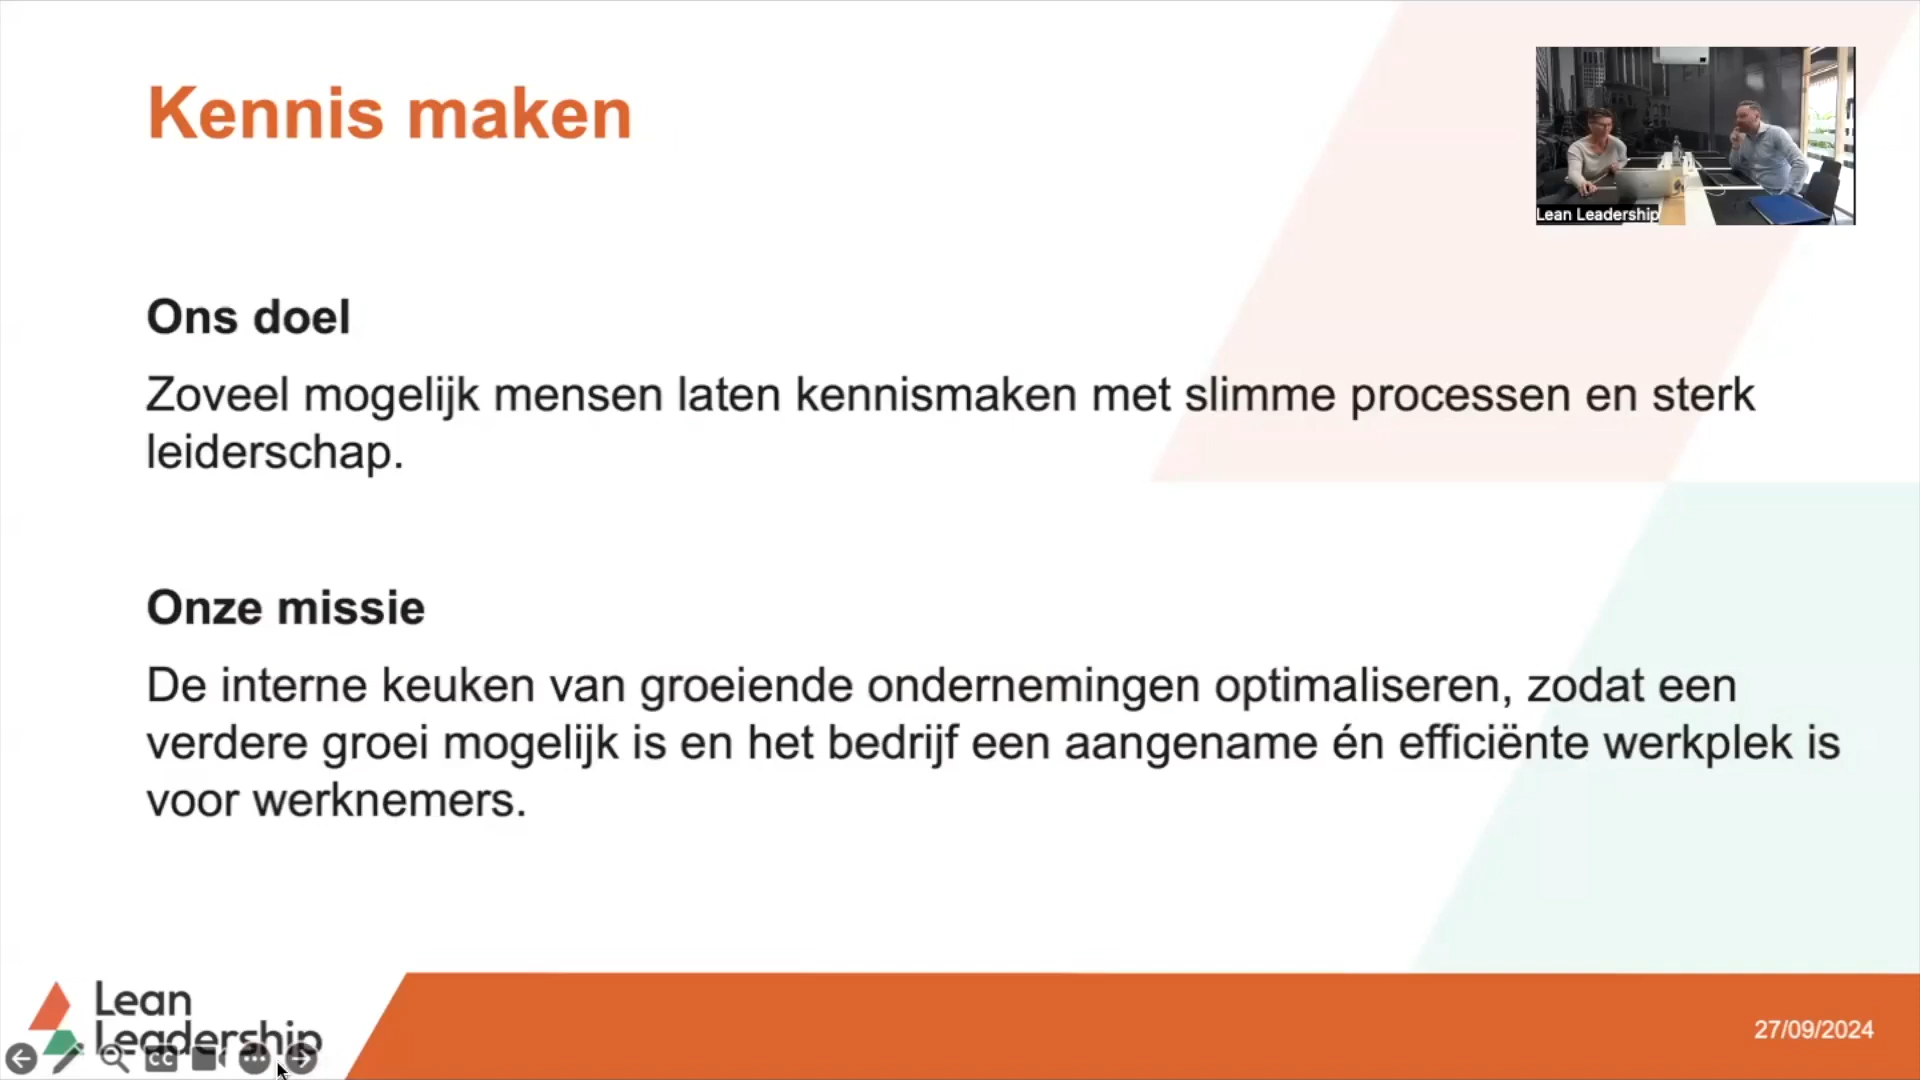 Kennis maken
Lean Leadership
Ons doel
Zoveel mogelijk mensen laten kennismaken met slimme processen en sterk
leiderschap.
Onze missie
De interne keuken van groeiende ondernemingen optimaliseren, zodat een
verdere groei mogelijk is en het bedrijf een aangename én efficiënte werkplek is
voor werknemers.
Lean
Leadership
CC
27/09/2024